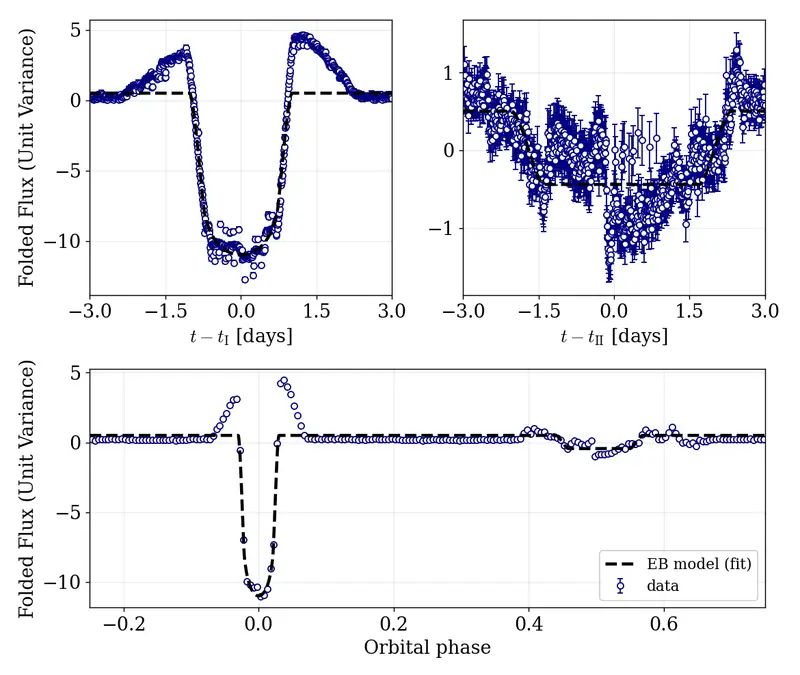 Folded Flux (Unit Variance)
5
0
−5
−10
−3.0 −1.5 0.0 1.5 3.0
t − tI [days]
1
0
−1
−3.0 −1.5 0.0 1.5 3.0
t − tII [days]
Folded Flux (Unit Variance)
5
0
−5
−10
EB model (fit)
data
−0.2 0.0 0.2 0.4 0.6
Orbital phase